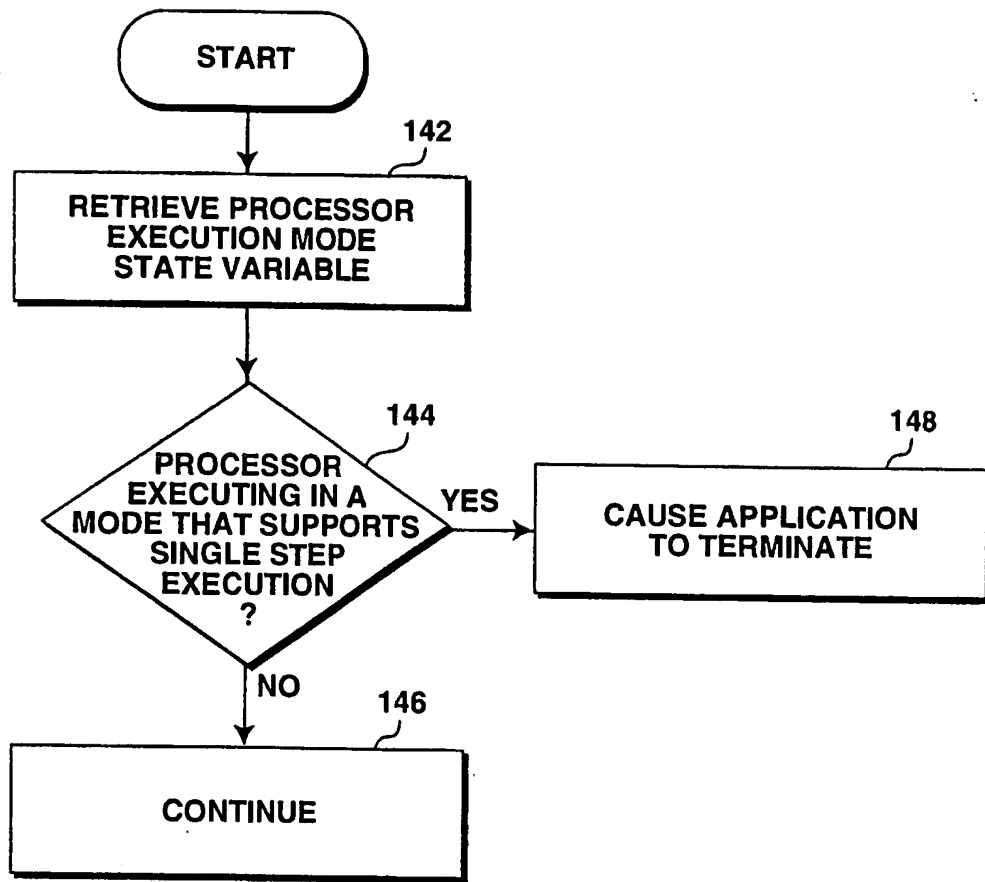 START
142
RETRIEVE PROCESSOR
EXECUTION MODE
STATE VARIABLE
144
PROCESSOR
EXECUTING IN A
MODE THAT SUPPORTS
SINGLE STEP
EXECUTION
?
YES
148
CAUSE APPLICATION
TO TERMINATE
NO
146
CONTINUE